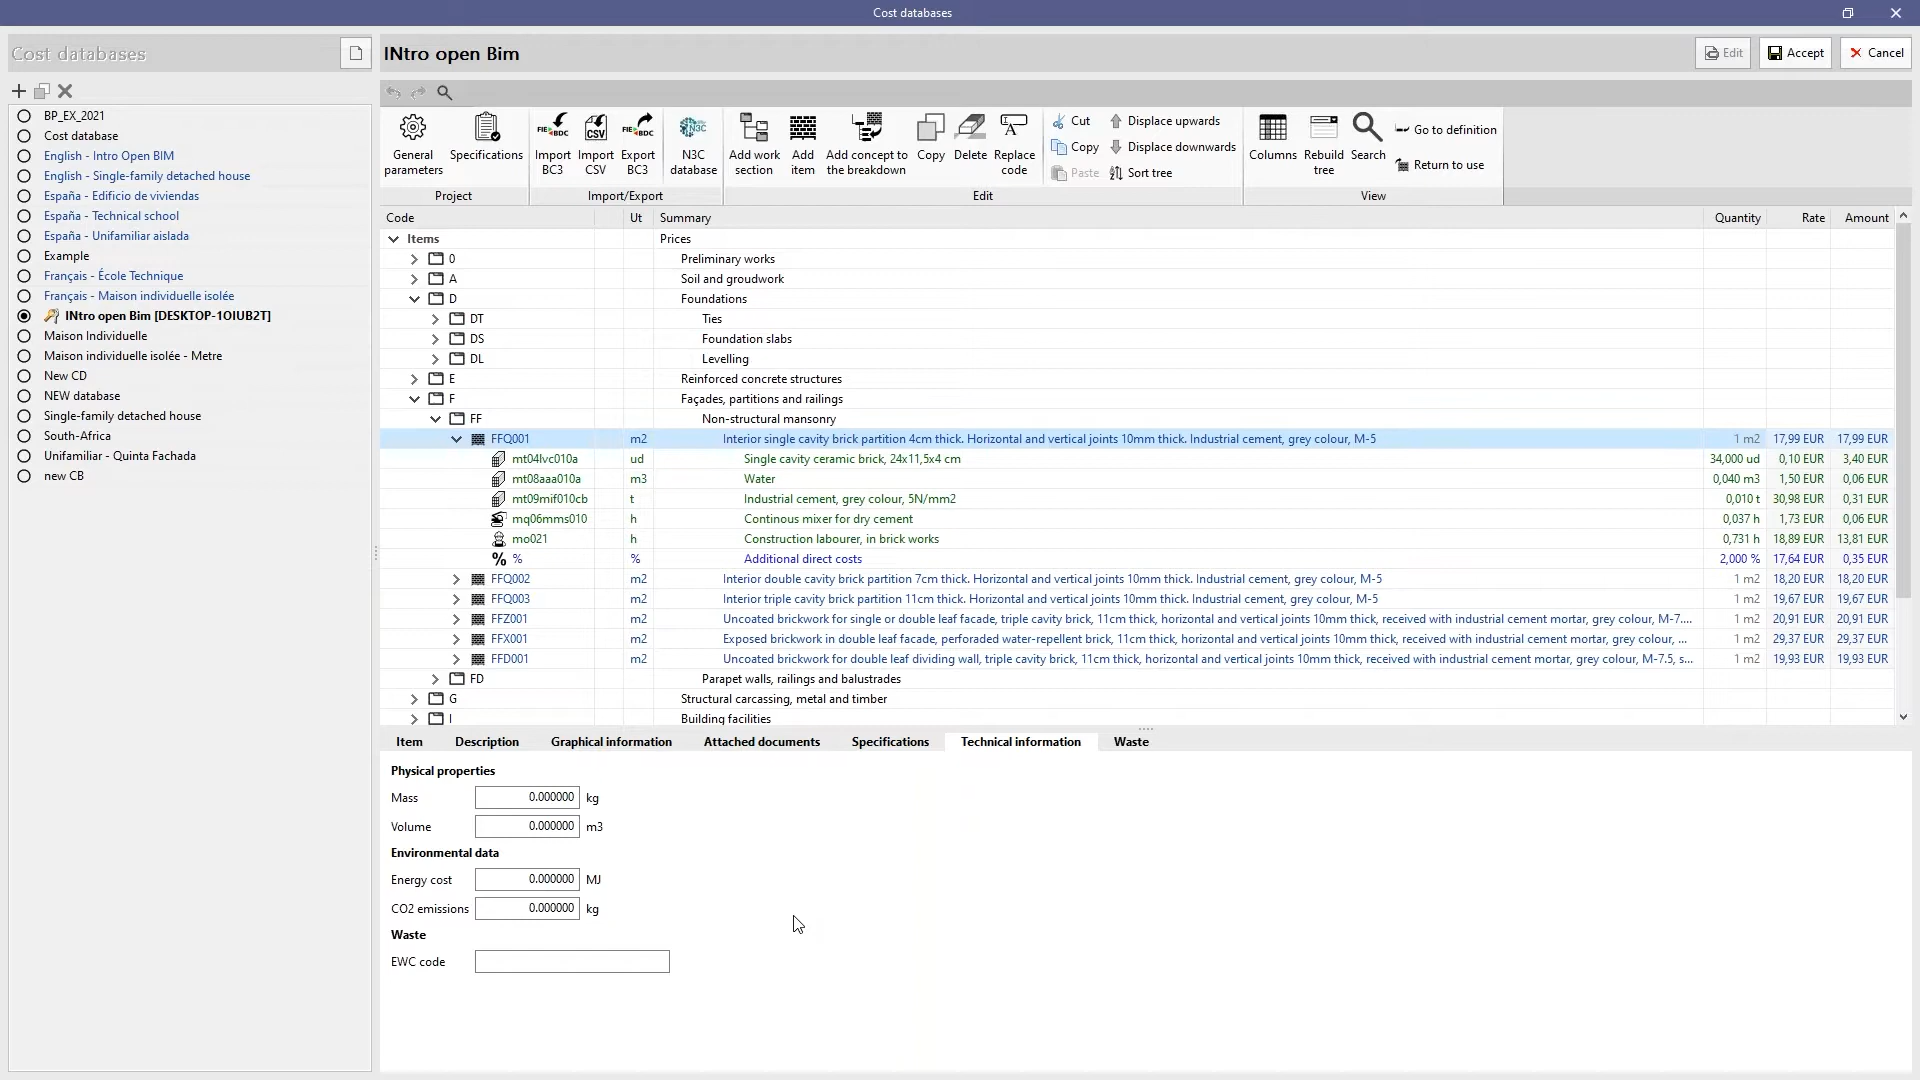 Cost databases
Cost databases
INtro open Bim
Edit
Accept
Cancel
BP_EX_2021
Cost database
English - Intro Open BIM
English - Single-family detached house
España - Edificio de viviendas
España - Technical school
España - Unifamiliar aislada
Example
Français - École Technique
Français - Maison individuelle isolée
INtro open Bim [DESKTOP-1OIUB2T]
Maison Individuelle
Maison individuelle isolée - Metre
New CD
NEW database
Single-family detached house
South-Africa
Unifamiliar - Quinta Fachada
new CB
General parameters
Specifications
Project
Import BC3
Import CSV
Export BC3
Import/Export
N3C database
Add work section
Add item
Add concept to the breakdown
Copy
Delete
Replace code
Cut
Copy
Paste
Displace upwards
Displace downwards
Sort tree
Edit
Columns
Rebuild tree
Search
Go to definition
Return to use
View
Code Ut Summary Quantity Rate Amount
Items Prices
0 Preliminary works
A Soil and groudwork
D Foundations
DT Ties
DS Foundation slabs
DL Levelling
E Reinforced concrete structures
F Façades, partitions and railings
FF Non-structural mansonry
FFQ001 m2 Interior single cavity brick partition 4cm thick. Horizontal and vertical joints 10mm thick. Industrial cement, grey colour, M-5 1 m2 17,99 EUR 17,99 EUR
mt04lvc010a ud Single cavity ceramic brick, 24x11,5x4 cm 34,000 ud 0,10 EUR 3,40 EUR
mt08aaa010a m3 Water 0,040 m3 1,50 EUR 0,06 EUR
mt09mif010cb t Industrial cement, grey colour, 5N/mm2 0,010 t 30,98 EUR 0,31 EUR
mq06mms010 h Continous mixer for dry cement 0,037 h 1,73 EUR 0,06 EUR
mo021 h Construction labourer, in brick works 0,731 h 18,89 EUR 13,81 EUR
% % % Additional direct costs 2,000 % 17,64 EUR 0,35 EUR
FFQ002 m2 Interior double cavity brick partition 7cm thick. Horizontal and vertical joints 10mm thick. Industrial cement, grey colour, M-5 1 m2 18,20 EUR 18,20 EUR
FFQ003 m2 Interior triple cavity brick partition 11cm thick. Horizontal and vertical joints 10mm thick. Industrial cement, grey colour, M-5 1 m2 19,67 EUR 19,67 EUR
FFZ001 m2 Uncoated brickwork for single or double leaf facade, triple cavity brick, 11cm thick, horizontal and vertical joints 10mm thick, received with industrial cement mortar, grey colour, M-7.... 1 m2 20,91 EUR 20,91 EUR
FFX001 m2 Exposed brickwork in double leaf facade, perforaded water-repellent brick, 11cm thick, horizontal and vertical joints 10mm thick, received with industrial cement mortar, grey colour, ... 1 m2 29,37 EUR 29,37 EUR
FFD001 m2 Uncoated brickwork for double leaf dividing wall, triple cavity brick, 11cm thick, horizontal and vertical joints 10mm thick, received with industrial cement mortar, grey colour, M-7.5, s... 1 m2 19,93 EUR 19,93 EUR
FD Parapet walls, railings and balustrades
G Structural carcassing, metal and timber
I Building facilities
Item Description Graphical information Attached documents Specifications Technical information Waste
Physical properties
Mass 0.000000 kg
Volume 0.000000 m3
Environmental data
Energy cost 0.000000 MJ
CO2 emissions 0.000000 kg
Waste
EWC code